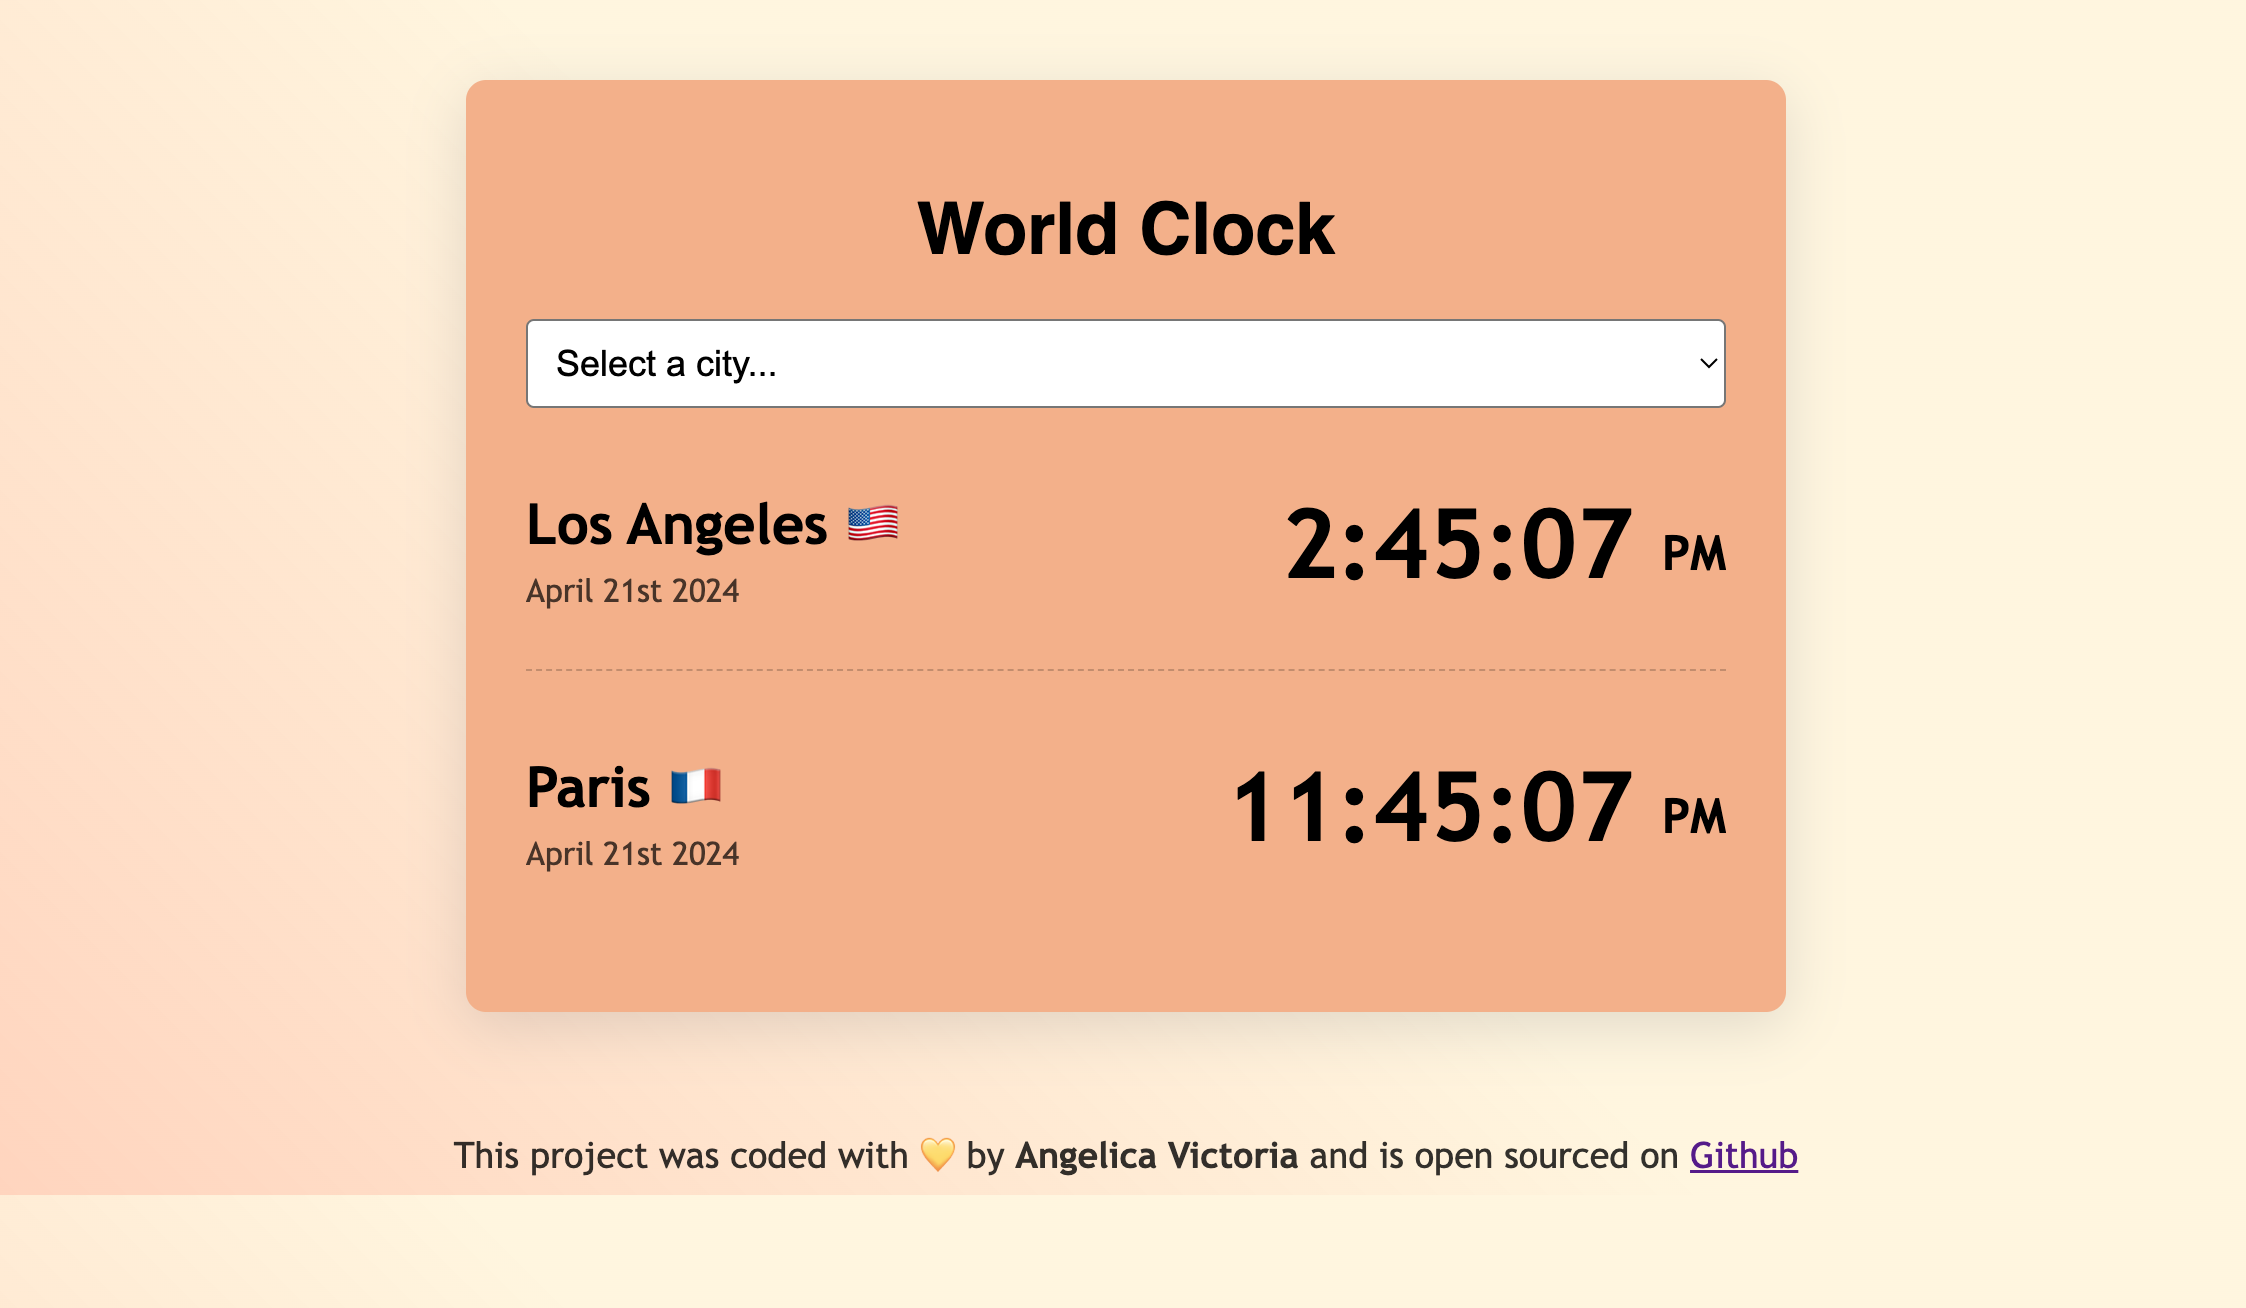 World Clock
Select a city...
Los Angeles 🇺🇸
2:45:07 PM
April 21st 2024
Paris 🇫🇷
11:45:07 PM
April 21st 2024
This project was coded with 💛 by Angelica Victoria and is open sourced on Github